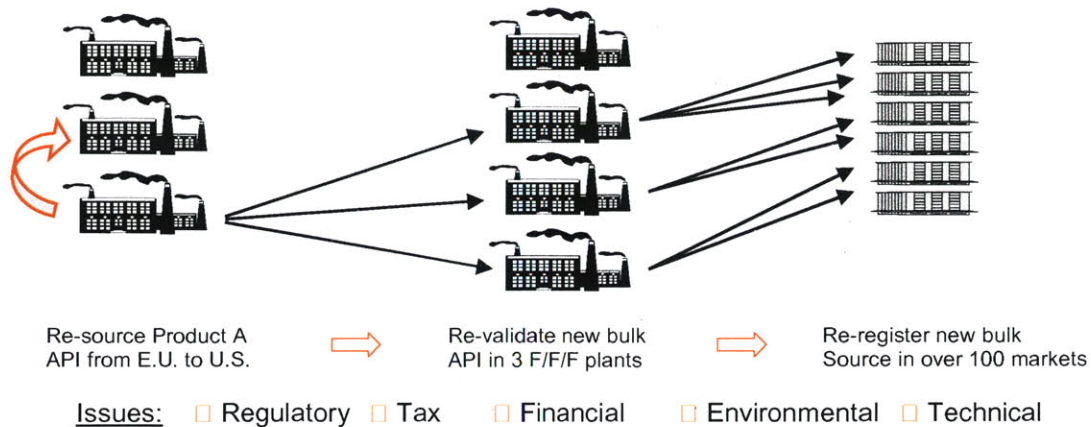 Re-source Product A
API from E.U. to U.S.
Re-validate new bulk
API in 3 F/F/F plants
Re-register new bulk
Source in over 100 markets
Issues: Regulatory Tax Financial Environmental Technical